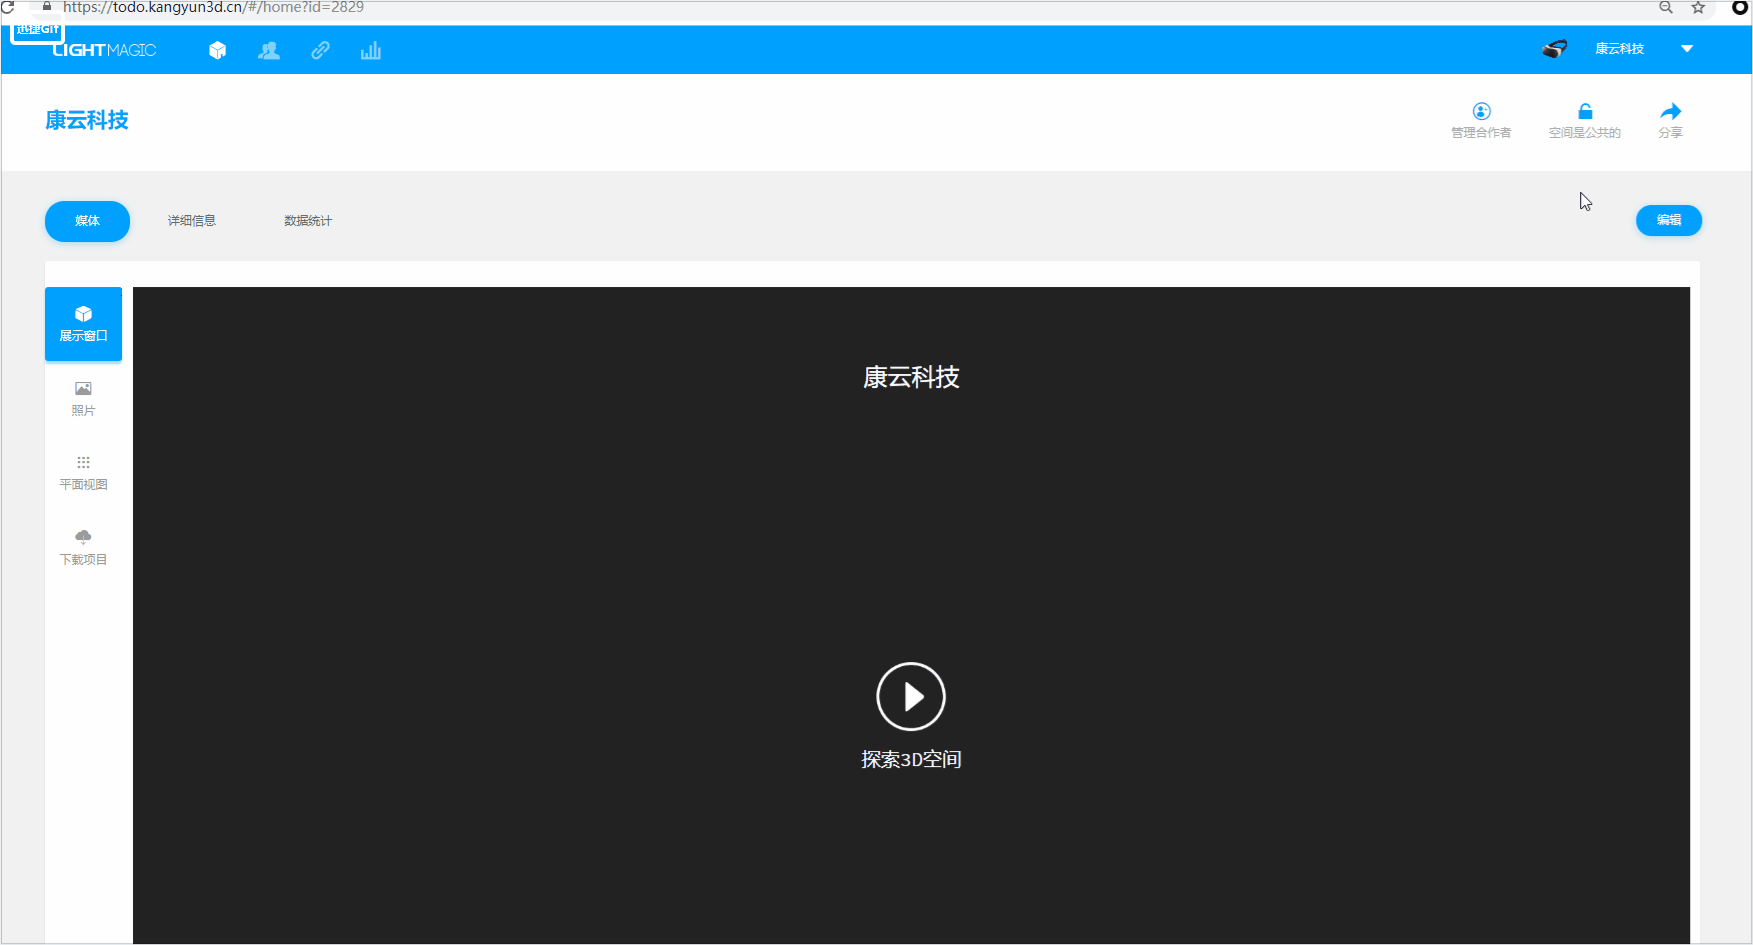 https://todo.kangyun3d.cn/#/home?id=2829
迅捷Gif
LIGHTMAGIC
康云科技
康云科技
管理合作者
空间是公共的
分享
媒体
详细信息
数据统计
编辑
展示窗口
照片
平面视图
下载项目
康云科技
探索3D空间